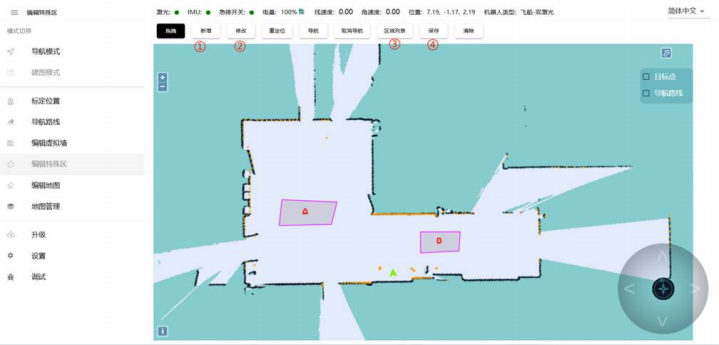 编辑特殊区
激光: IMU: 急停开关: 电量: 100% 线速度: 0.00 角速度: 0.00 位置: 7.19, -1.17, 2.19 机器人类型: 飞船-双激光
简体中文
模式切换
拖拽 新增 修改 重定位 导航 取消导航 区域列表 保存 清除
① ② ③ ④
导航模式
建图模式
标定位置
导航路线
编辑虚拟墙
编辑特殊区
编辑地图
地图管理
升级
设置
调试
+
−
目标点
导航路线
i